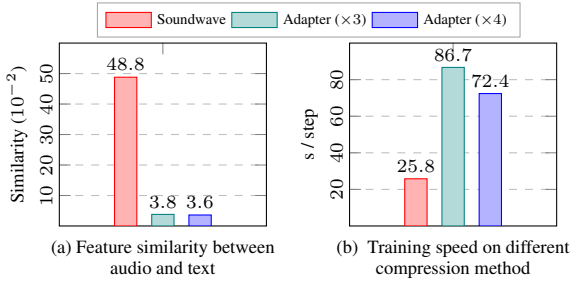 Soundwave Adapter (×3) Adapter (×4)
Similarity (10⁻²)
50
40
30
20
10
48.8
3.8
3.6
(a) Feature similarity between
audio and text
s / step
80
60
40
20
25.8
86.7
72.4
(b) Training speed on different
compression method